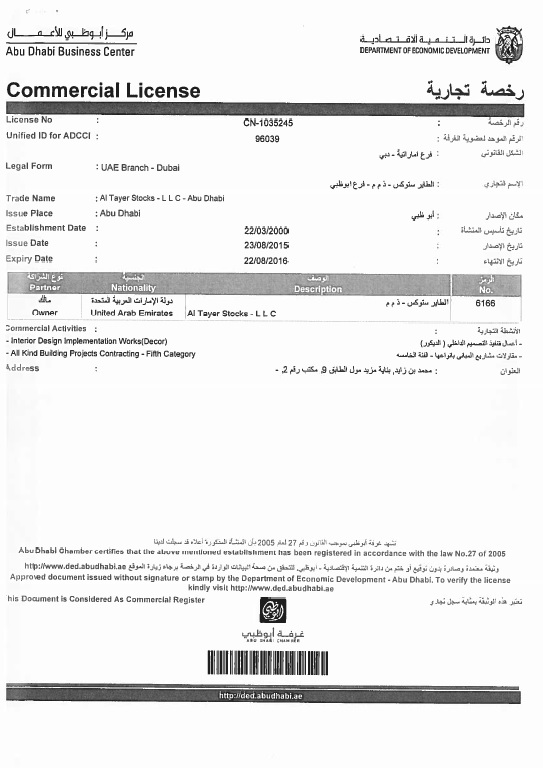 مركز أبوظبي للأعمال
Abu Dhabi Business Center
دائرة التنمية الاقتصادية
DEPARTMENT OF ECONOMIC DEVELOPMENT
Commercial License
رخصة تجارية
License No : CN-1035245 : رقم الرخصة
Unified ID for ADCCI : 96039 : الرقم الموحد لعضوية الغرفة
: فرع اماراتية - دبي الشكل القانوني
Legal Form : UAE Branch - Dubai
: الطاير ستوكس - ذ م م - فرع ابوظبي الإسم التجاري
Trade Name : Al Tayer Stocks - L L C - Abu Dhabi
Issue Place : Abu Dhabi : أبو ظبي مكان الإصدار
Establishment Date : 22/03/2000 : تاريخ تأسيس المنشأة
Issue Date : 23/08/2015 : تاريخ الإصدار
Expiry Date : 22/08/2016 : تاريخ الانتهاء
نوع الشراكة الجنسية الوصف الرمز
Partner Nationality Description No.
مالك دولة الإمارات العربية المتحدة الطاير ستوكس - ذ م م 6166
Owner United Arab Emirates Al Tayer Stocks - L L C
Commercial Activities : : الأنشطة التجارية
- Interior Design Implementation Works(Decor) - أعمال تنفيذ التصميم الداخلي ( الديكور)
- All Kind Building Projects Contracting - Fifth Category - مقاولات مشاريع المباني بانواعها - الفئة الخامسه
Address : : محمد بن زايد, بناية مزيد مول الطابق 9, مكتب رقم 2, - العنوان
تشهد غرفة أبوظبي بموجب القانون رقم 27 لعام 2005 بأن المنشأة المذكورة أعلاه قد سجلت لدينا
Abu Dhabi Chamber certifies that the above mentioned establishment has been registered in accordance with the law No.27 of 2005
وثيقة معتمدة وصادرة بدون توقيع أو ختم من دائرة التنمية الإقتصادية - أبوظبي, التحقق من صحة البيانات الواردة في الرخصة برجاء زيارة الموقع http://www.ded.abudhabi.ae
Approved document issued without signature or stamp by the Department of Economic Development - Abu Dhabi. To verify the license
kindly visit http://www.ded.abudhabi.ae
his Document is Considered As Commercial Register تعتبر هذه الوثيقة بمثابة سجل تجاري
غرفة أبوظبي
ABU DHABI CHAMBER
http://ded.abudhabi.ae